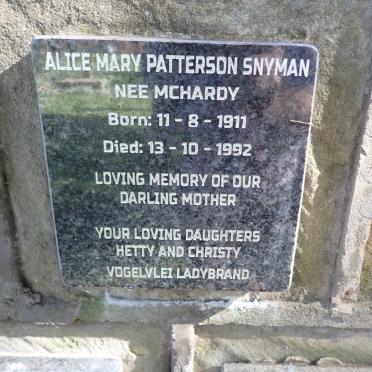 ALICE MARY PATTERSON SNYMAN
NEE MCHARDY
Born: 11 - 8 - 1911
Died: 13 - 10 - 1992
LOVING MEMORY OF OUR
DARLING MOTHER
YOUR LOVING DAUGHTERS
HETTY AND CHRISTY
VOGELVLEI LADYBRAND